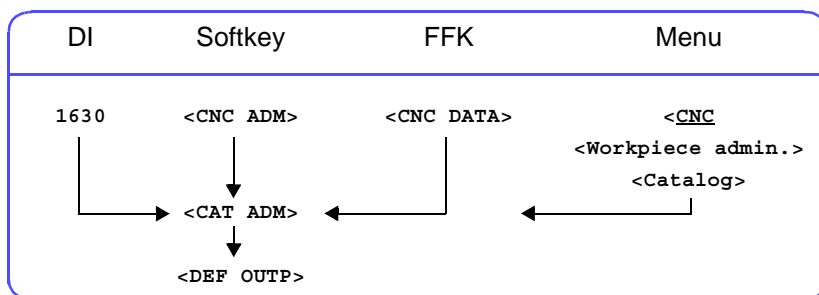 DI Softkey FFK Menu
1630 <CNC ADM> <CNC DATA> <CNC
<Workpiece admin.>
<Catalog>
<CAT ADM>
<DEF OUTP>